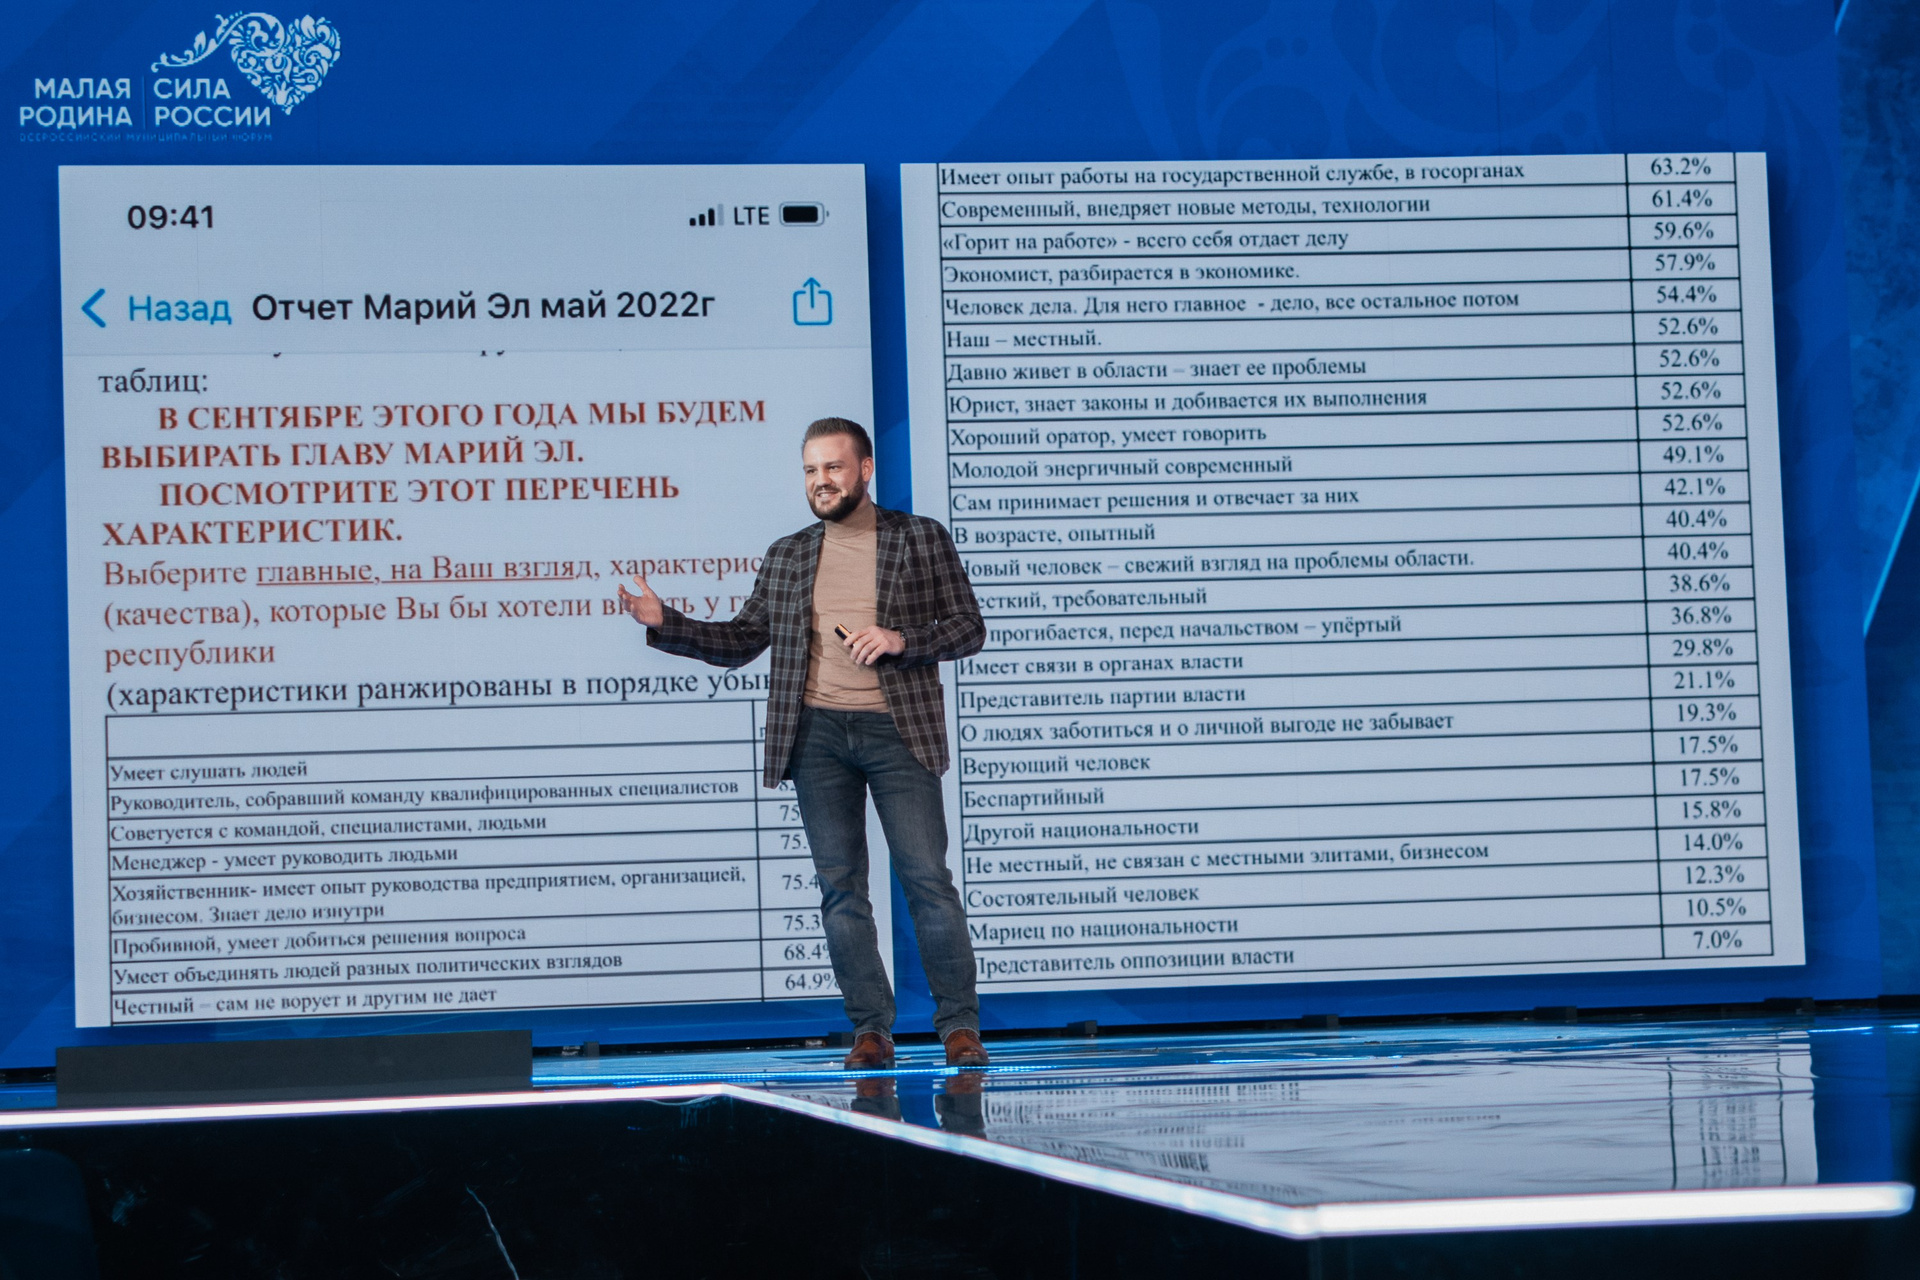 МАЛАЯ РОДИНА
СИЛА РОССИИ
ВСЕРОССИЙСКИЙ МУНИЦИПАЛЬНЫЙ ФОРУМ
09:41
LTE
Назад Отчет Марий Эл май 2022г
таблиц:
В СЕНТЯБРЕ ЭТОГО ГОДА МЫ БУДЕМ
ВЫБИРАТЬ ГЛАВУ МАРИЙ ЭЛ.
ПОСМОТРИТЕ ЭТОТ ПЕРЕЧЕНЬ
ХАРАКТЕРИСТИК.
Выберите главные, на Ваш взгляд,
(качества), которые Вы бы хотели
республики
(характеристики ранжированы в порядке
Умеет слушать людей
Руководитель, собравший команду квалифицированных специалистов
Советуется с командой, специалистами, людьми
Менеджер - умеет руководить людьми
Хозяйственник- имеет опыт руководства предприятием, организацией,
бизнесом. Знает дело изнутри
Пробивной, умеет добиться решения вопроса
Умеет объединять людей разных политических взглядов 68.4%
Честный – сам не ворует и другим не дает 64.9%
Имеет опыт работы на государственной службе, в госорганах 63.2%
Современный, внедряет новые методы, технологии 61.4%
«Горит на работе» - всего себя отдает делу 59.6%
Экономист, разбирается в экономике. 57.9%
Человек дела. Для него главное - дело, все остальное потом 54.4%
Наш – местный. 52.6%
Давно живет в области – знает ее проблемы 52.6%
Юрист, знает законы и добивается их выполнения 52.6%
Хороший оратор, умеет говорить 52.6%
Молодой энергичный современный 49.1%
Сам принимает решения и отвечает за них 42.1%
В возрасте, опытный 40.4%
человек – свежий взгляд на проблемы области. 40.4%
требовательный 38.6%
прогибается, перед начальством – упёртый 36.8%
Имеет связи в органах власти 29.8%
Представитель партии власти 21.1%
О людях заботиться и о личной выгоде не забывает 19.3%
Верующий человек 17.5%
Беспартийный 17.5%
Другой национальности 15.8%
Не местный, не связан с местными элитами, бизнесом 14.0%
Состоятельный человек 12.3%
Мариец по национальности 10.5%
Представитель оппозиции власти 7.0%